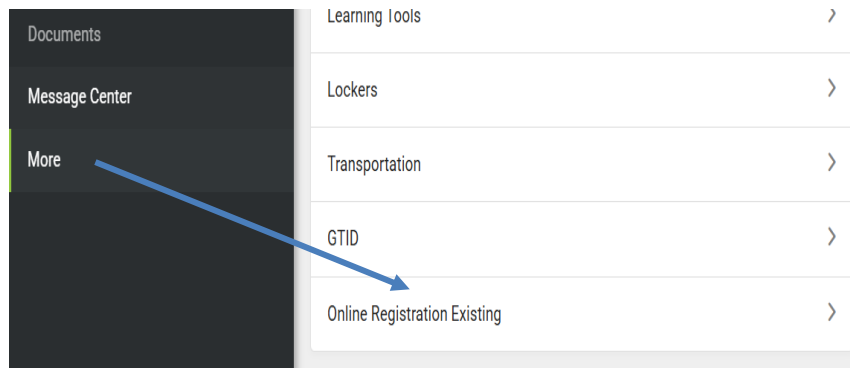 Documents
Message Center
More
Learning Tools
Lockers
Transportation
GTID
Online Registration Existing